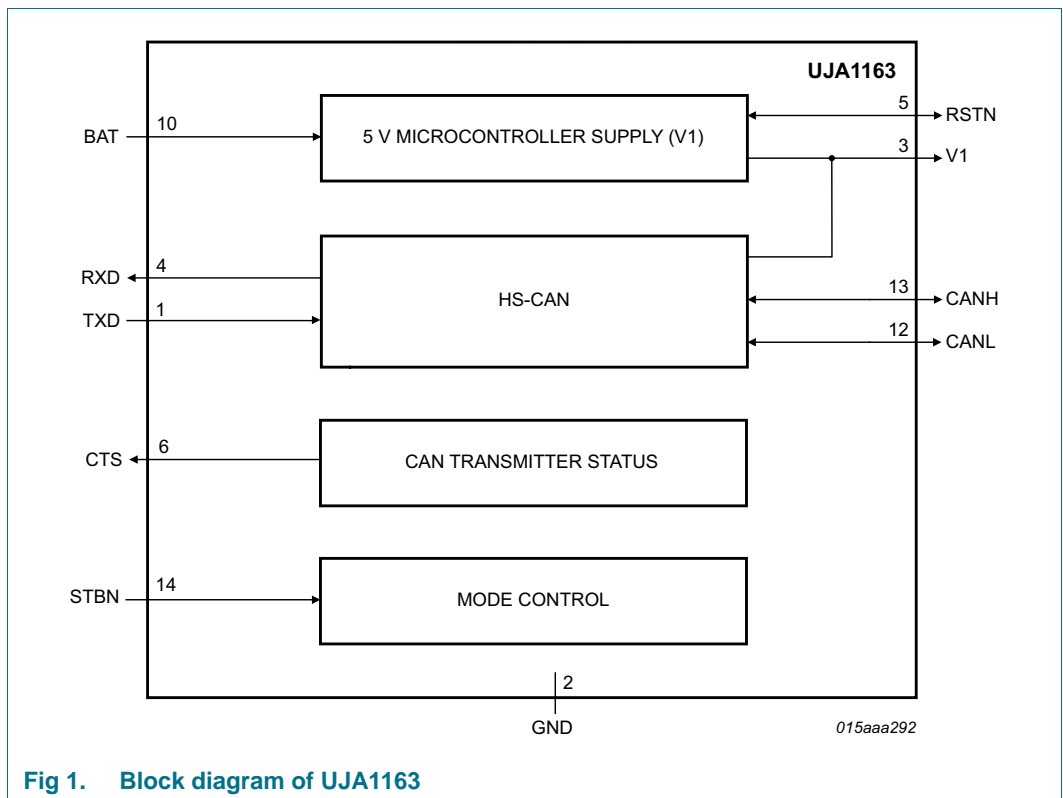 UJA1163
BAT
10
5 V MICROCONTROLLER SUPPLY (V1)
5
RSTN
3
V1
RXD
4
TXD
1
HS-CAN
13
CANH
12
CANL
CTS
6
CAN TRANSMITTER STATUS
STBN
14
MODE CONTROL
2
GND
015aaa292
Fig 1. Block diagram of UJA1163